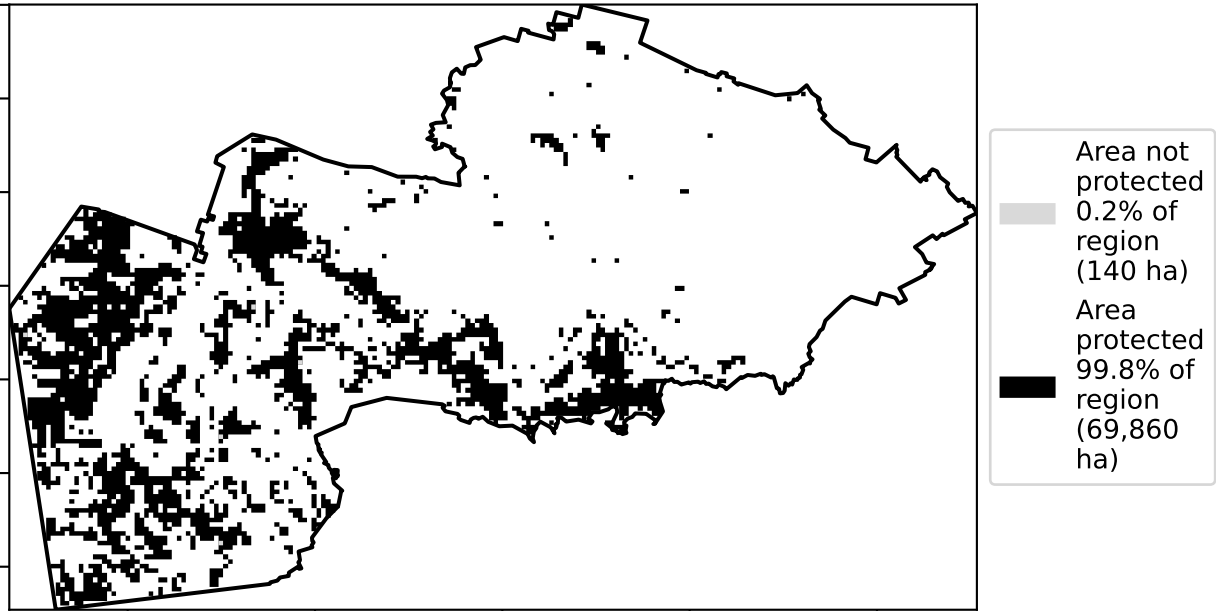 Area not
protected
0.2% of
region
(140 ha)
Area
protected
99.8% of
region
(69,860
ha)